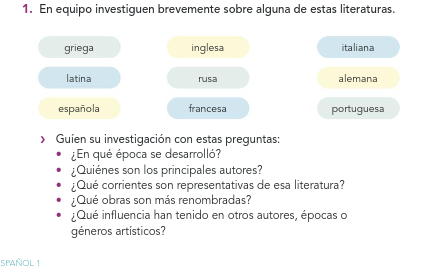 1. En equipo investiguen brevemente sobre alguna de estas literaturas.
griega inglesa italiana
latina rusa alemana
española francesa portuguesa
› Guíen su investigación con estas preguntas:
• ¿En qué época se desarrolló?
• ¿Quiénes son los principales autores?
• ¿Qué corrientes son representativas de esa literatura?
• ¿Qué obras son más renombradas?
• ¿Qué influencia han tenido en otros autores, épocas o
géneros artísticos?
SPAÑOL 1